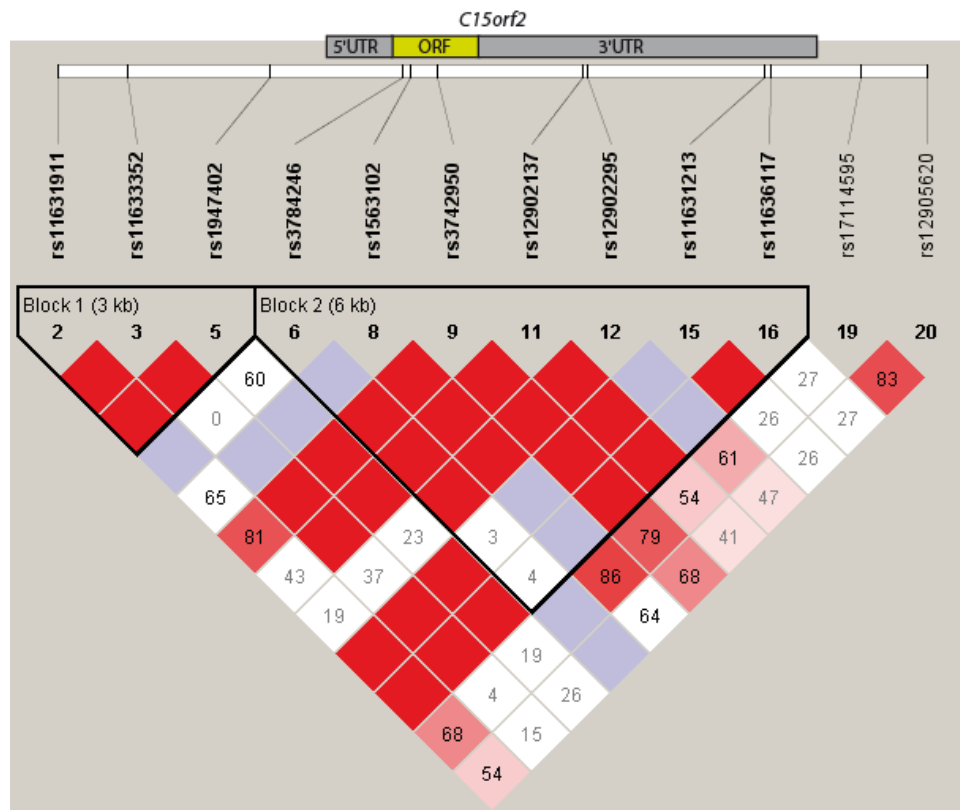 C15orf2
5'UTR ORF 3'UTR
rs11631911 rs11633352 rs1947402 rs3784246 rs1563102 rs3742950 rs12902137 rs12902295 rs11631213 rs11636117 rs17114595 rs12905620
Block 1 (3 kb) Block 2 (6 kb)
2 3 5 6 8 9 11 12 15 16 19 20
60 27 83
0 26 27
61 26
65 54 47
81 23 3 79 41
43 37 4 86 68
19 64
19
4 26
68 15
54